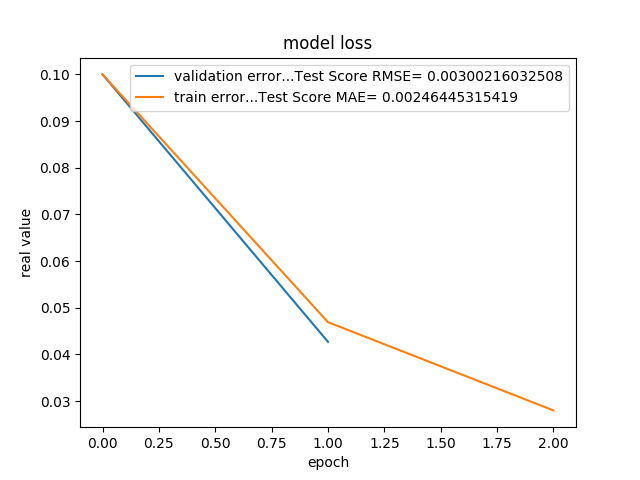 model loss
validation error...Test Score RMSE= 0.00300216032508
train error...Test Score MAE= 0.00246445315419
real value
0.10
0.09
0.08
0.07
0.06
0.05
0.04
0.03
0.00 0.25 0.50 0.75 1.00 1.25 1.50 1.75 2.00
epoch